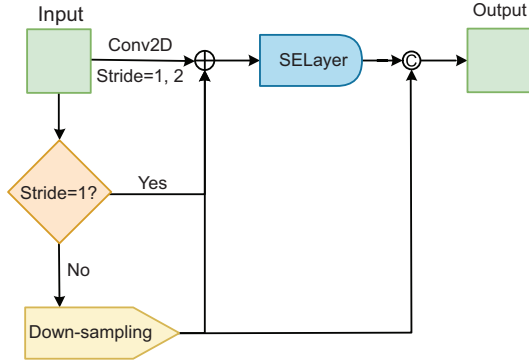 Input
Output
Conv2D
Stride=1, 2
SELayer
C
Stride=1?
Yes
No
Down-sampling